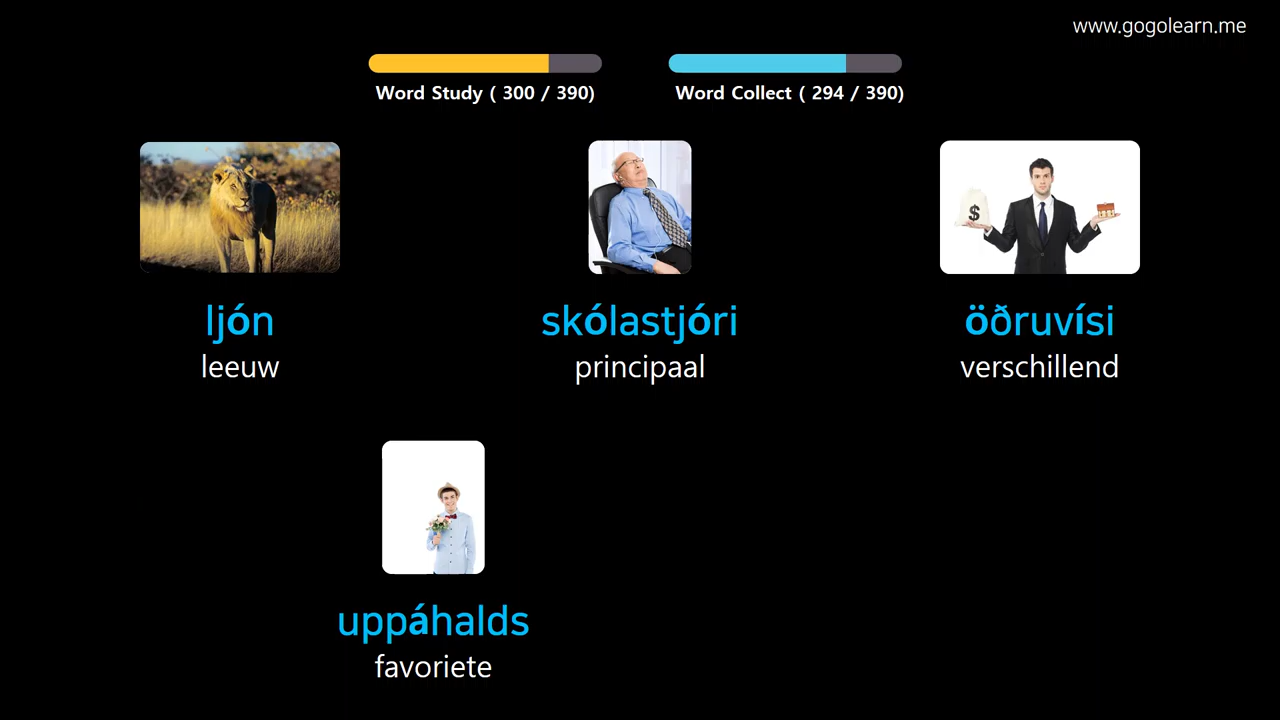 www.gogolearn.me
Word Study ( 300 / 390)
Word Collect ( 294 / 390)
$
ljón
skólastjóri
öðruvísi
leeuw
principaal
verschillend
uppáhalds
favoriete